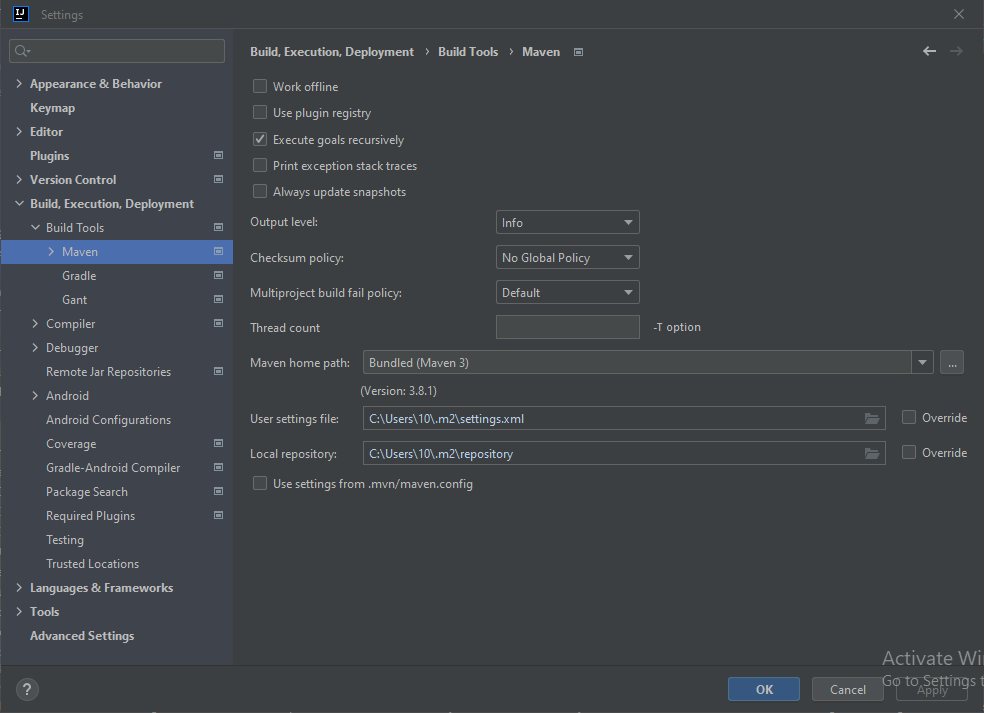 IJ
Settings
Build, Execution, Deployment › Build Tools › Maven
Appearance & Behavior
Keymap
Editor
Plugins
Version Control
Build, Execution, Deployment
Build Tools
Maven
Gradle
Gant
Compiler
Debugger
Remote Jar Repositories
Android
Android Configurations
Coverage
Gradle-Android Compiler
Package Search
Required Plugins
Testing
Trusted Locations
Languages & Frameworks
Tools
Advanced Settings
Work offline
Use plugin registry
Execute goals recursively
Print exception stack traces
Always update snapshots
Output level: Info
Checksum policy: No Global Policy
Multiproject build fail policy: Default
Thread count -T option
Maven home path: Bundled (Maven 3) ...
(Version: 3.8.1)
User settings file: C:\Users\10\.m2\settings.xml Override
Local repository: C:\Users\10\.m2\repository Override
Use settings from .mvn/maven.config
Activate Wi
Go to Settings t
? OK Cancel Apply